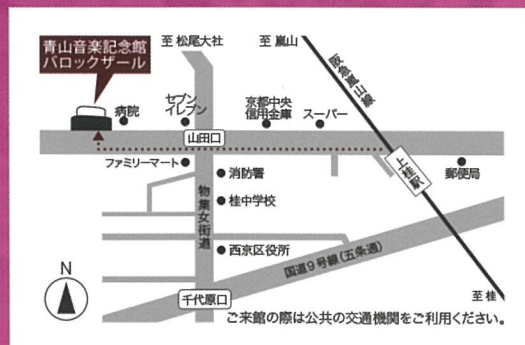 至 松尾大社
至 嵐山
青山音楽記念館
バロックザール
阪急嵐山線
病院
セブン
イレブン
京都中央
信用金庫
スーパー
山田口
ファミリーマート
消防署
上桂駅
郵便局
物集女街道
桂中学校
西京区役所
国道9号線(五条通)
N
千代原口
至 桂
ご来館の際は公共の交通機関をご利用ください。